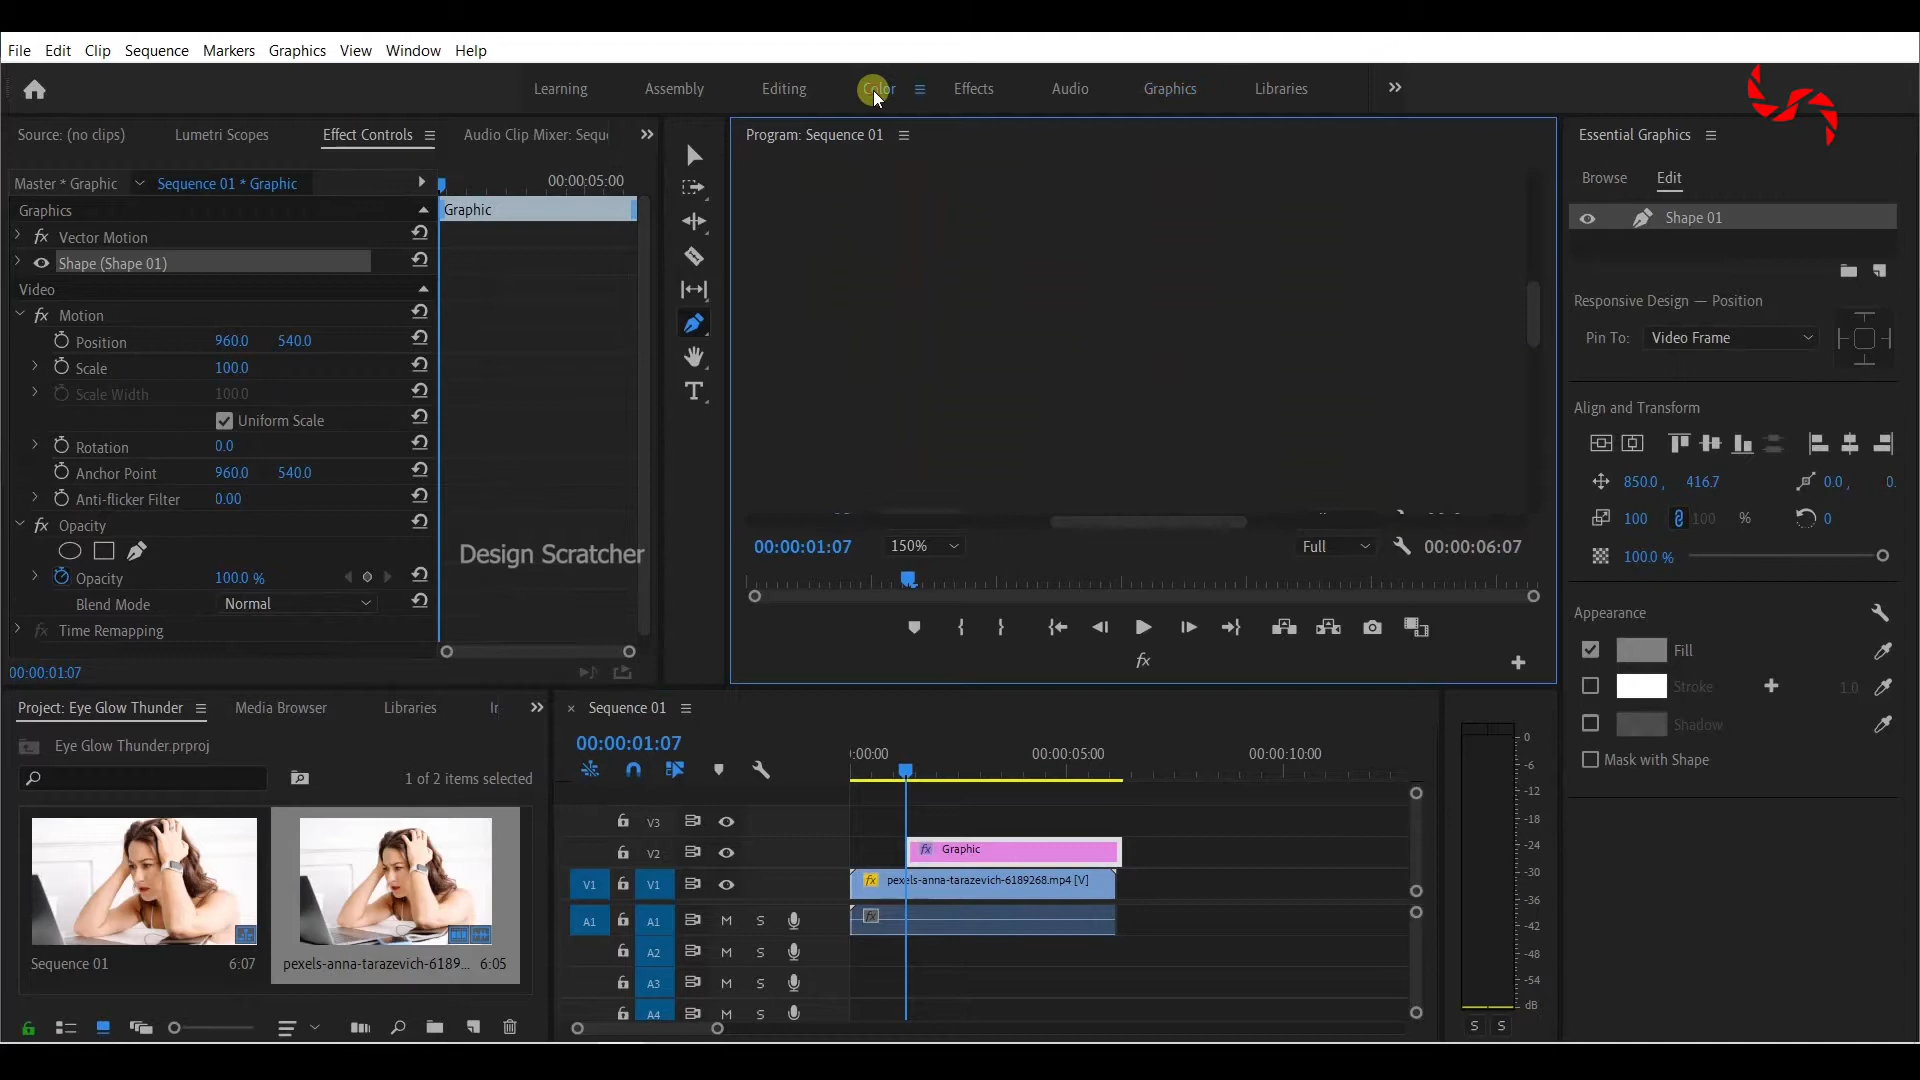 File Edit Clip Sequence Markers Graphics View Window Help
Learning Assembly Editing Color Effects Audio Graphics Libraries
Source: (no clips) Lumetri Scopes Effect Controls Audio Clip Mixer: Sequ
Master * Graphic Sequence 01 * Graphic
00:00:05:00
Graphics
Graphic
fx Vector Motion
Shape (Shape 01)
Video
fx Motion
Position 960.0 540.0
Scale 100.0
Scale Width 100.0
Uniform Scale
Rotation 0.0
Anchor Point 960.0 540.0
Anti-flicker Filter 0.00
fx Opacity
Design Scratcher
Opacity 100.0 %
Blend Mode Normal
fx Time Remapping
00:00:01:07
T
Program: Sequence 01
00:00:01:07 150% Full 00:00:06:07
fx
Essential Graphics
Browse Edit
Shape 01
Responsive Design — Position
Pin To: Video Frame
Align and Transform
850.0 , 416.7 0.0 , 0.
100 100 % 0
100.0 %
Appearance
Fill
Stroke 1.0
Shadow
Mask with Shape
Project: Eye Glow Thunder Media Browser Libraries Ir
Eye Glow Thunder.prproj
1 of 2 items selected
Sequence 01 6:07
pexels-anna-tarazevich-6189... 6:05
× Sequence 01
00:00:01:07
:00:00 00:00:05:00 00:00:10:00
V3
V2 fx Graphic
V1 V1 fx pexels-anna-tarazevich-6189268.mp4 [V]
A1 A1 M S fx
A2 M S
A3 M S
A4 M S
0
-6
-12
-18
-24
-30
-36
-42
-48
-54
dB
S S